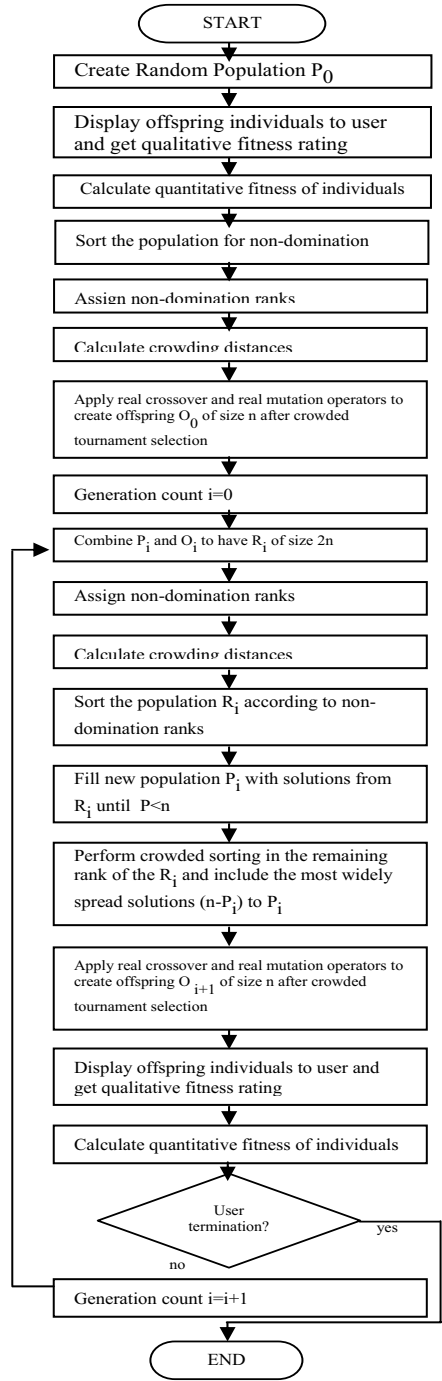 START
Create Random Population P0
Display offspring individuals to user
and get qualitative fitness rating
Calculate quantitative fitness of individuals
Sort the population for non-domination
Assign non-domination ranks
Calculate crowding distances
Apply real crossover and real mutation operators to
create offspring O0 of size n after crowded
tournament selection
Generation count i=0
Combine Pi and Oi to have Ri of size 2n
Assign non-domination ranks
Calculate crowding distances
Sort the population Ri according to non-
domination ranks
Fill new population Pi with solutions from
Ri until P<n
Perform crowded sorting in the remaining
rank of the Ri and include the most widely
spread solutions (n-Pi) to Pi
Apply real crossover and real mutation operators to
create offspring O i+1 of size n after crowded
tournament selection
Display offspring individuals to user and
get qualitative fitness rating
Calculate quantitative fitness of individuals
User
termination?
yes
no
Generation count i=i+1
END